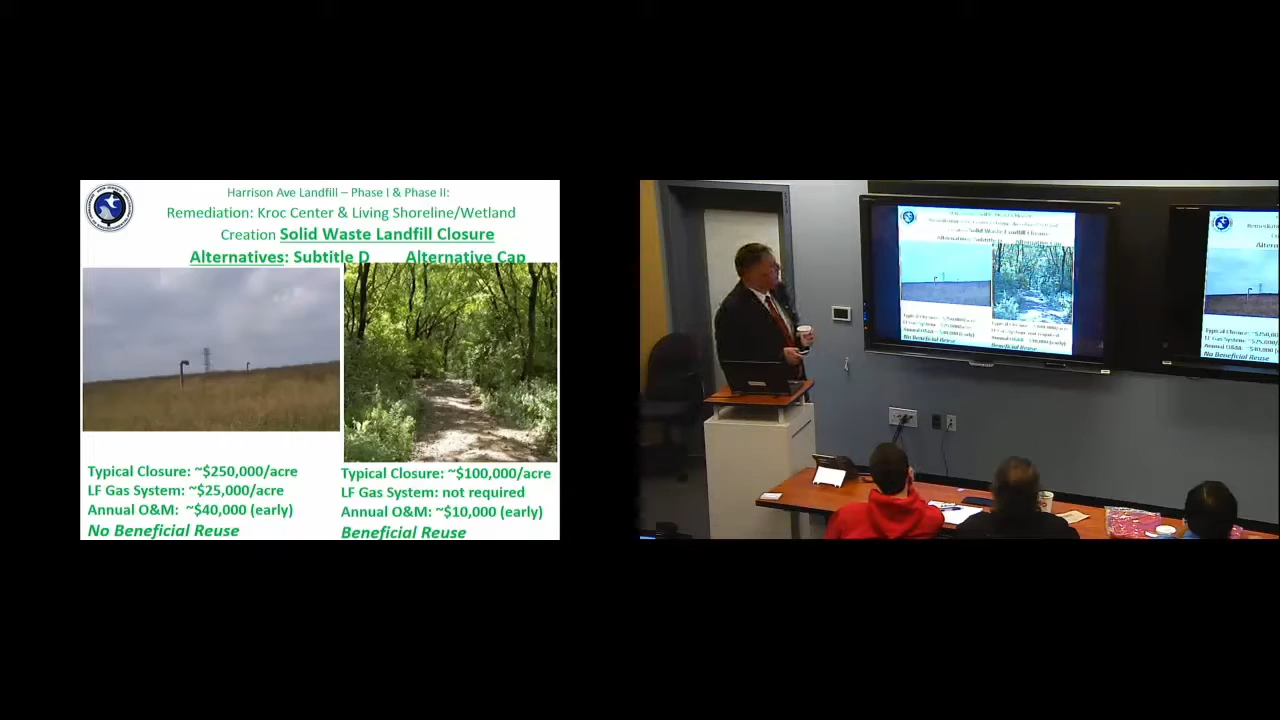 Harrison Ave Landfill – Phase I & Phase II:
Remediation: Kroc Center & Living Shoreline/Wetland
Creation Solid Waste Landfill Closure
Alternatives: Subtitle D Alternative Cap
Typical Closure: ~$250,000/acre
LF Gas System: ~$25,000/acre
Annual O&M: ~$40,000 (early)
No Beneficial Reuse
Typical Closure: ~$100,000/acre
LF Gas System: not required
Annual O&M: ~$10,000 (early)
Beneficial Reuse